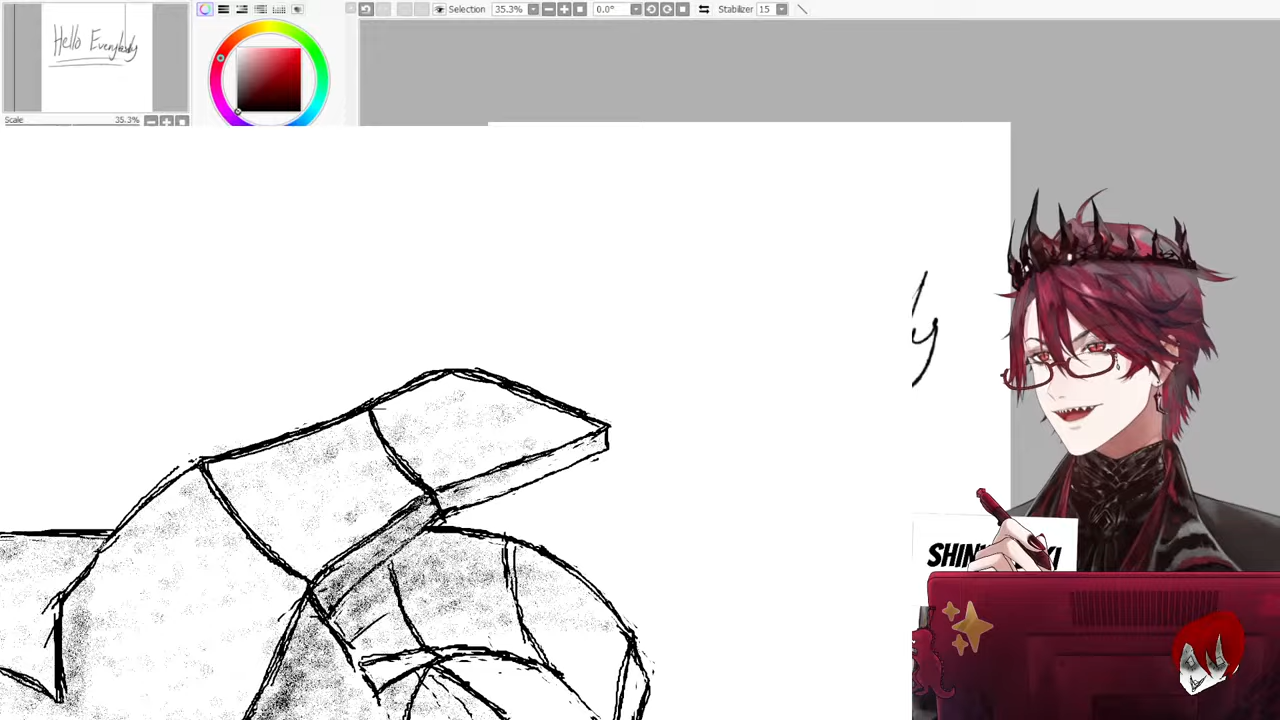 Selection 35.3% 0.0° Stabilizer 15
Hello Everybody
Scale 35.3%
y